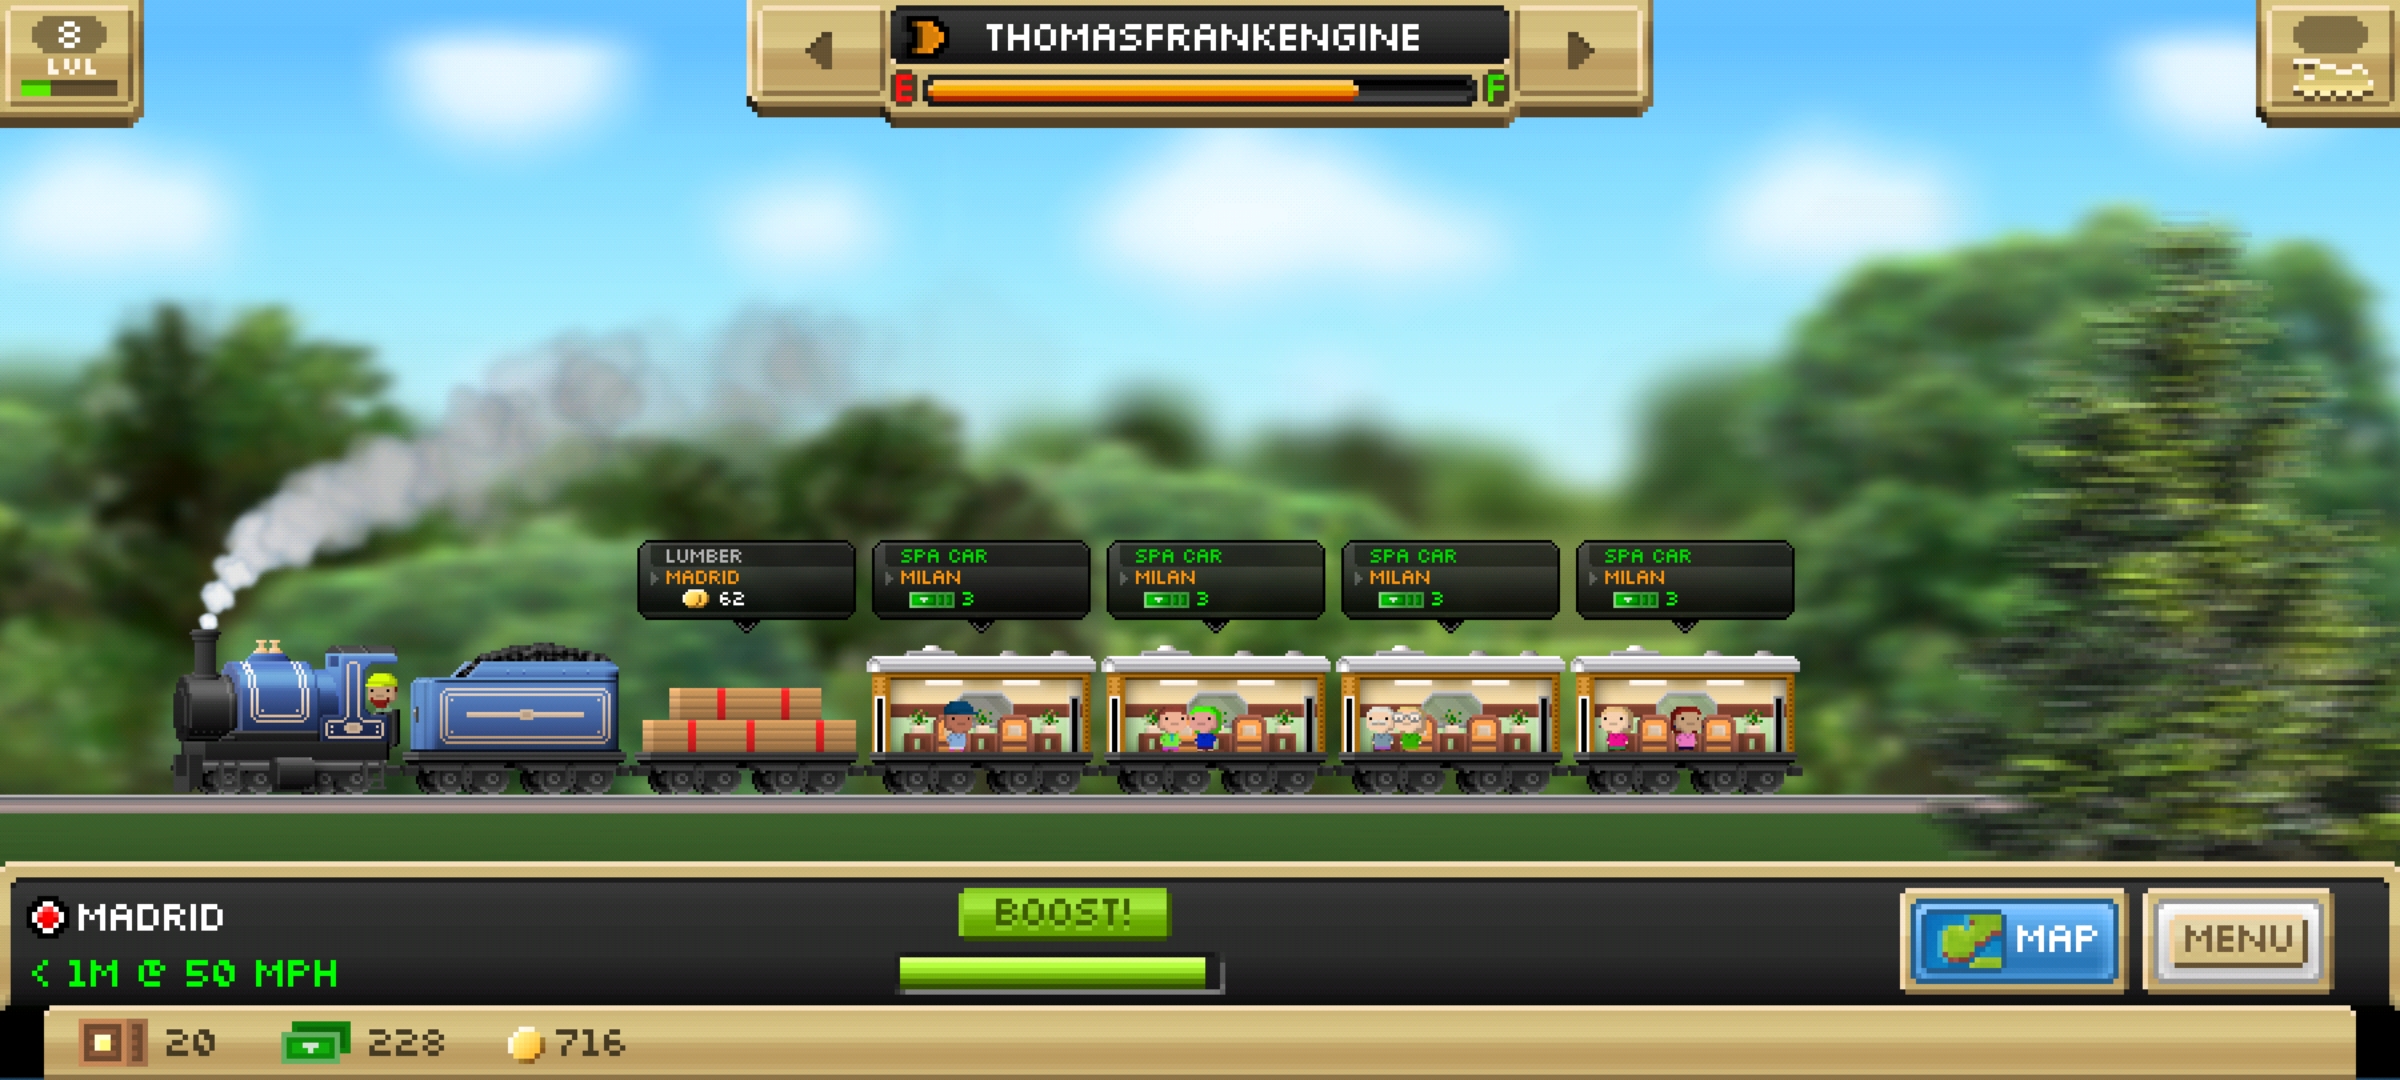 8
LVL
THOMASFRANKENGINE
E F
LUMBER
MADRID
62
SPA CAR
MILAN
3
SPA CAR
MILAN
3
SPA CAR
MILAN
3
SPA CAR
MILAN
3
MADRID
< 1M @ 50 MPH
BOOST!
MAP
MENU
20 228 716